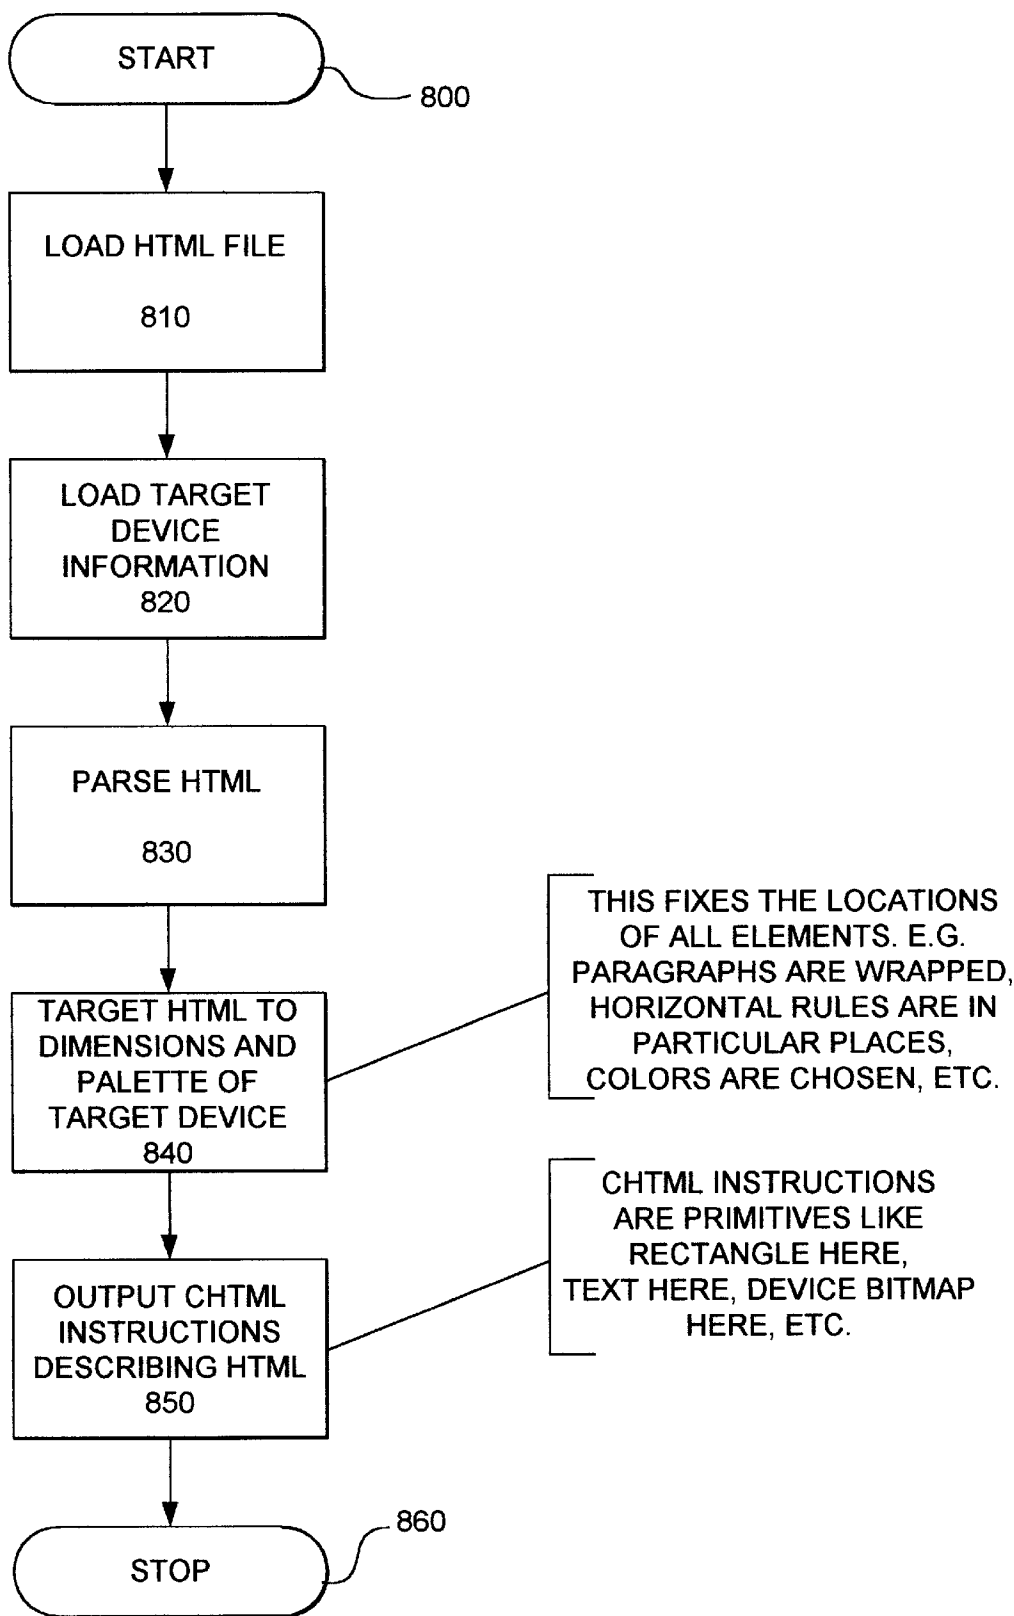 START
800
LOAD HTML FILE
810
LOAD TARGET
DEVICE
INFORMATION
820
PARSE HTML
830
TARGET HTML TO
DIMENSIONS AND
PALETTE OF
TARGET DEVICE
840
THIS FIXES THE LOCATIONS
OF ALL ELEMENTS. E.G.
PARAGRAPHS ARE WRAPPED,
HORIZONTAL RULES ARE IN
PARTICULAR PLACES,
COLORS ARE CHOSEN, ETC.
OUTPUT CHTML
INSTRUCTIONS
DESCRIBING HTML
850
CHTML INSTRUCTIONS
ARE PRIMITIVES LIKE
RECTANGLE HERE,
TEXT HERE, DEVICE BITMAP
HERE, ETC.
STOP
860